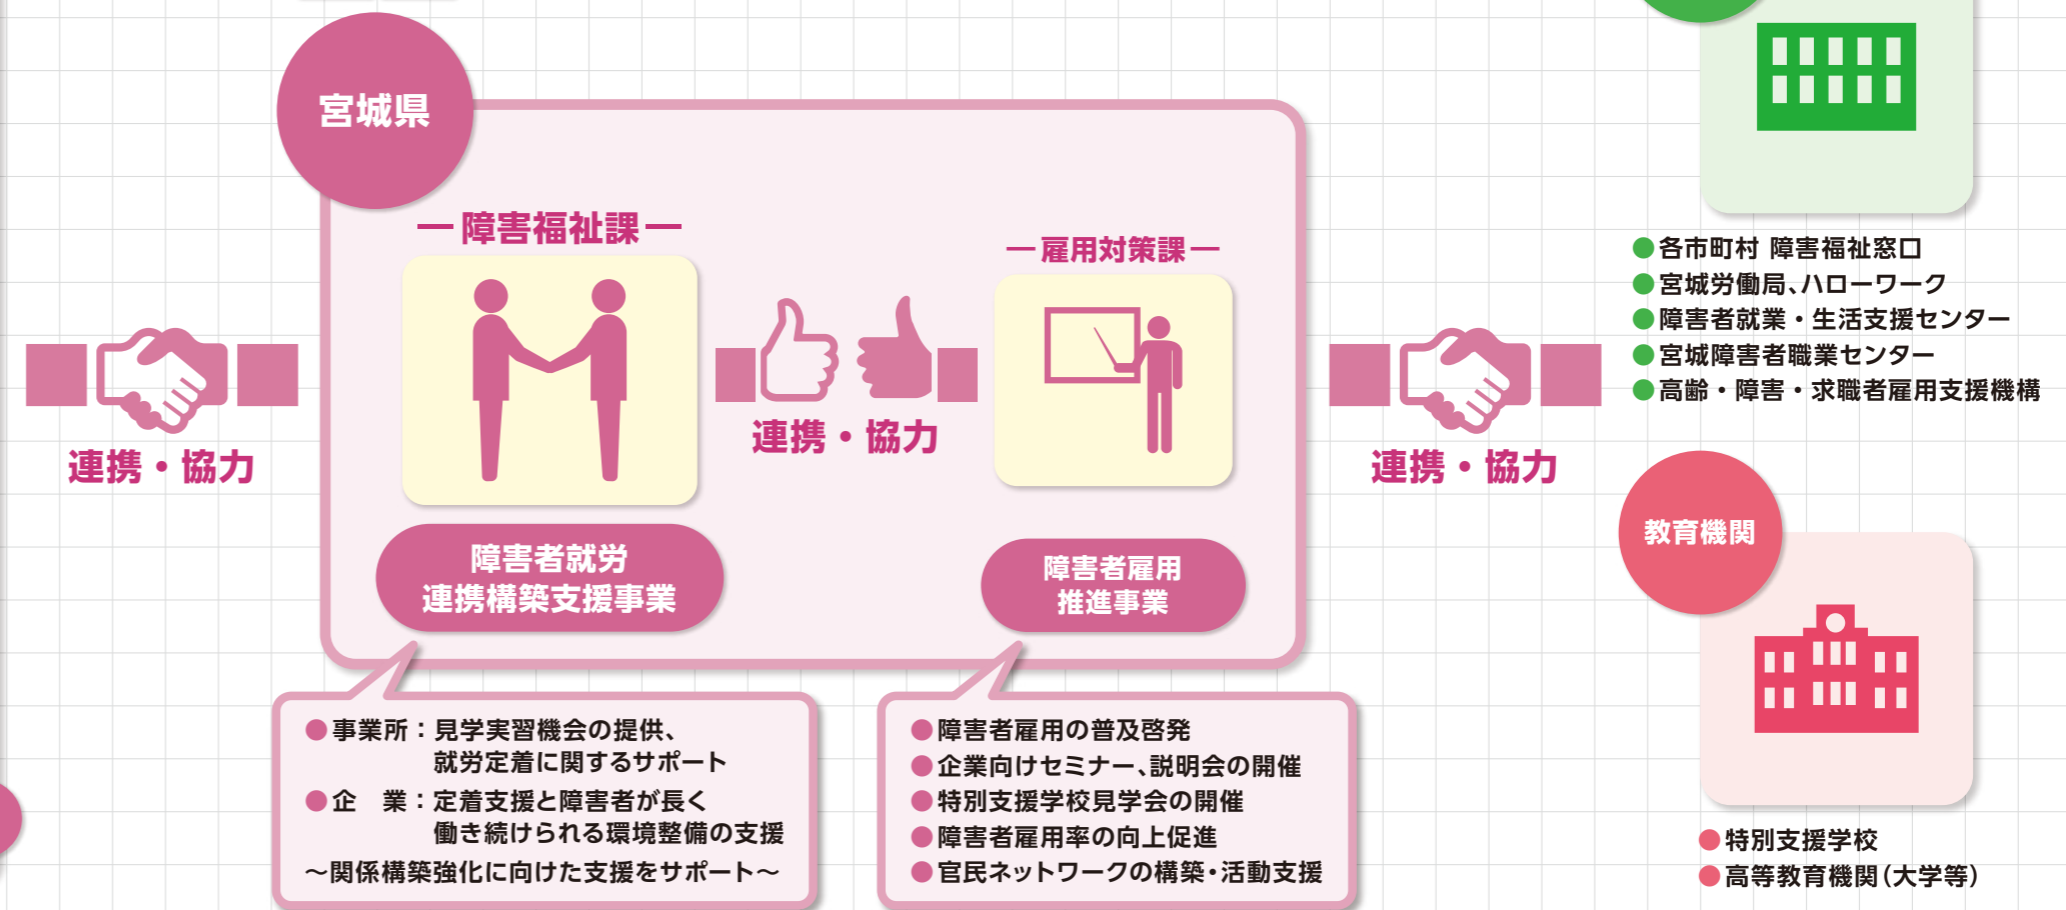 宮城県
障害福祉課
連携・協力
障害者就労
連携構築支援事業
連携・協力
雇用対策課
障害者雇用
推進事業
●事業所：見学実習機会の提供、
就労定着に関するサポート
●企　業：定着支援と障害者が長く
働き続けられる環境整備の支援
～関係構築強化に向けた支援をサポート～
●障害者雇用の普及啓発
●企業向けセミナー、説明会の開催
●特別支援学校見学会の開催
●障害者雇用率の向上促進
●官民ネットワークの構築・活動支援
連携・協力
●各市町村 障害福祉窓口
●宮城労働局、ハローワーク
●障害者就業・生活支援センター
●宮城障害者職業センター
●高齢・障害・求職者雇用支援機構
教育機関
●特別支援学校
●高等教育機関（大学等）